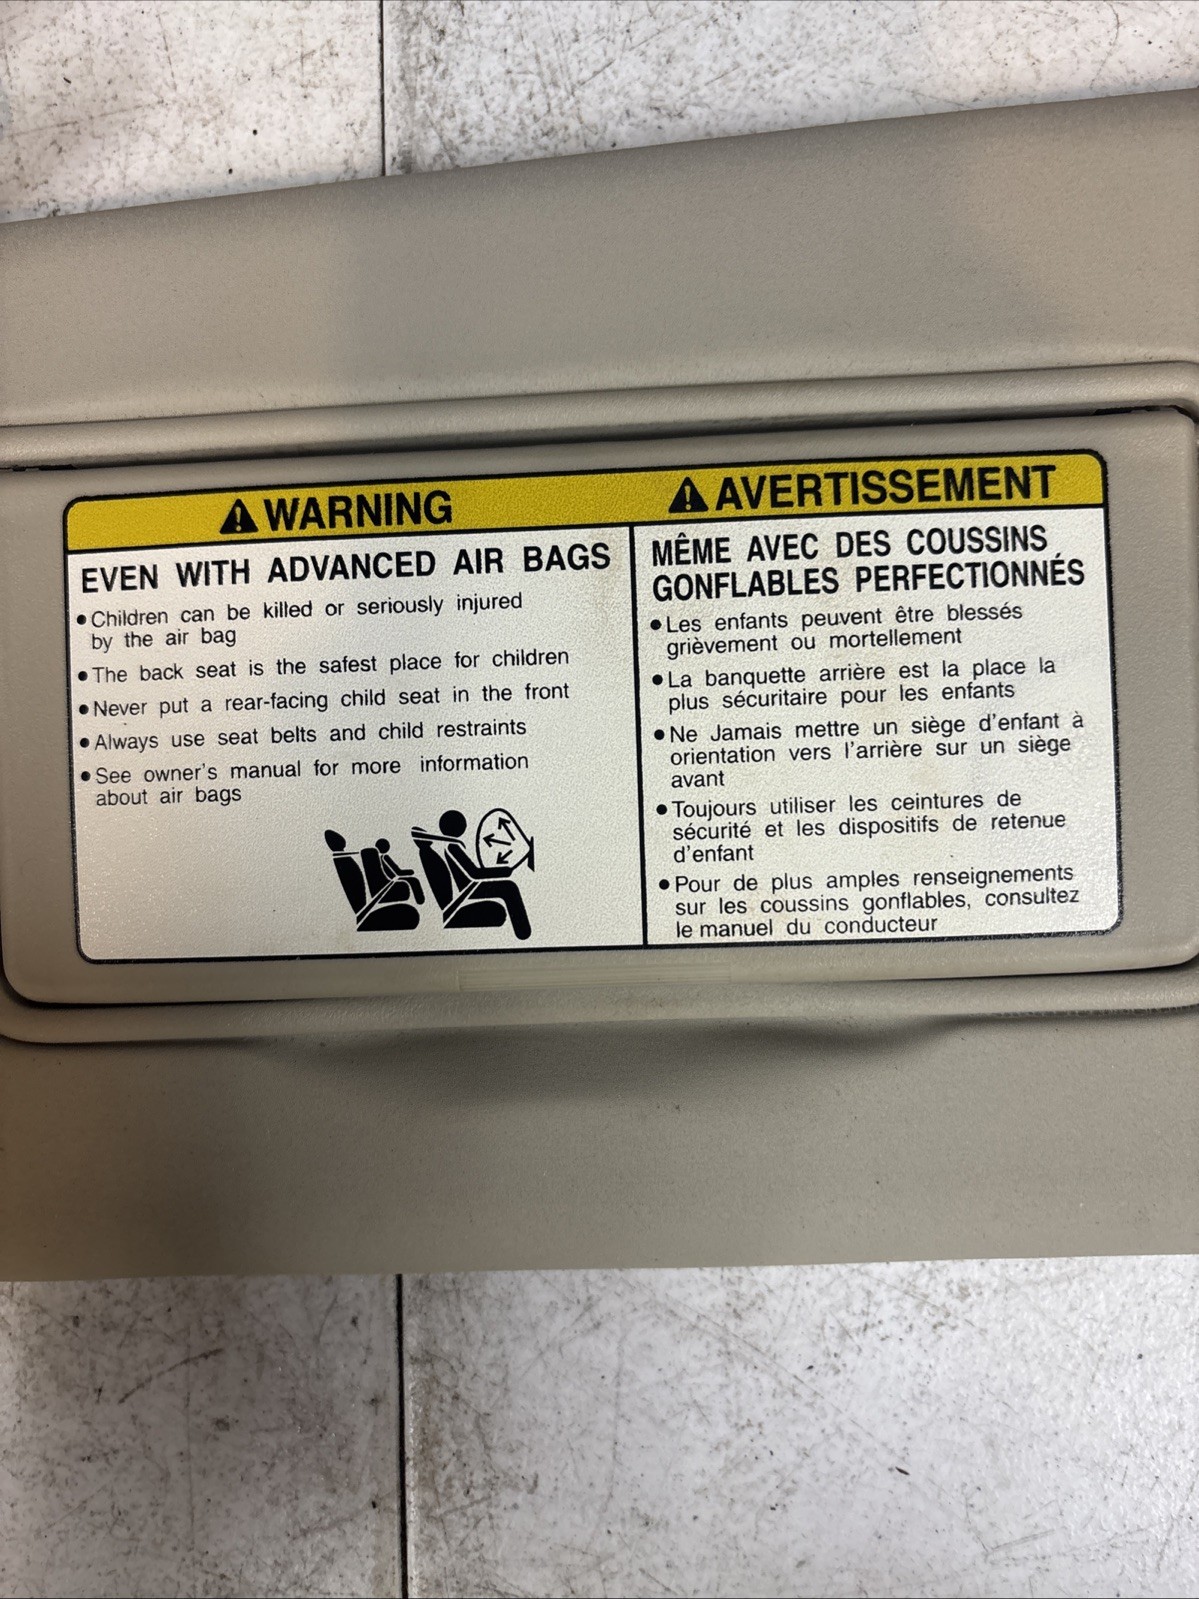 WARNING
EVEN WITH ADVANCED AIR BAGS
•Children can be killed or seriously injured
by the air bag
•The back seat is the safest place for children
•Never put a rear-facing child seat in the front
•Always use seat belts and child restraints
•See owner's manual for more information
about air bags
AVERTISSEMENT
MÊME AVEC DES COUSSINS
GONFLABLES PERFECTIONNÉS
•Les enfants peuvent être blessés
grièvement ou mortellement
•La banquette arrière est la place la
plus sécuritaire pour les enfants
•Ne Jamais mettre un siège d'enfant à
orientation vers l'arrière sur un siège
avant
•Toujours utiliser les ceintures de
sécurité et les dispositifs de retenue
d'enfant
•Pour de plus amples renseignements
sur les coussins gonflables, consultez
le manuel du conducteur